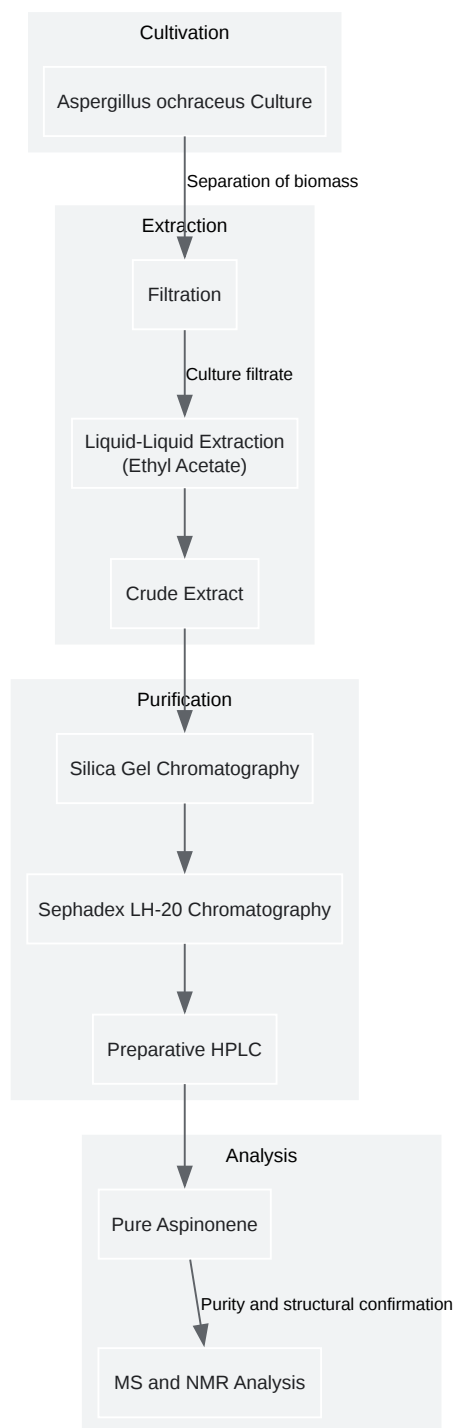 Cultivation
Aspergillus ochraceus Culture
Separation of biomass
Extraction
Filtration
Culture filtrate
Liquid-Liquid Extraction
(Ethyl Acetate)
Crude Extract
Purification
Silica Gel Chromatography
Sephadex LH-20 Chromatography
Preparative HPLC
Analysis
Pure Aspinonene
Purity and structural confirmation
MS and NMR Analysis